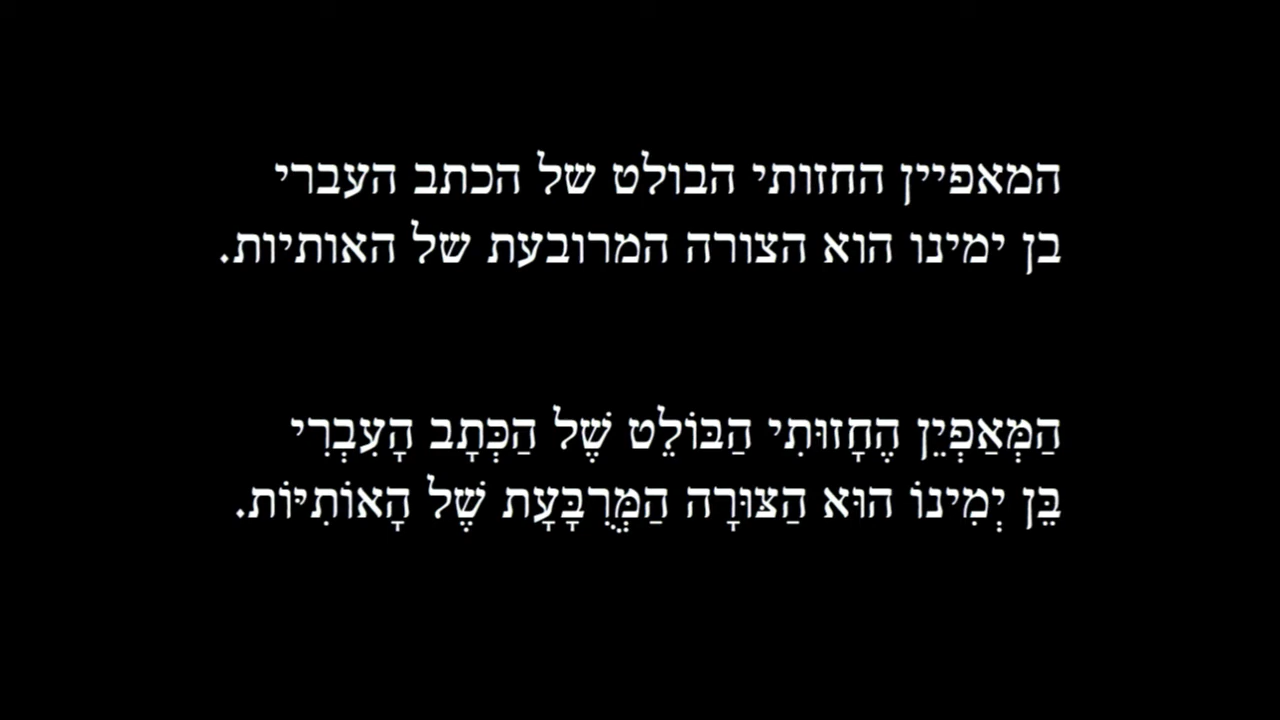 המאפיין החזותי הבולט של הכתב העברי
בן ימינו הוא הצורה המרובעת של האותיות.
הַמְּאַפְיֵן הֶחָזוּתִי הַבּוֹלֵט שֶׁל הַכְּתָב הָעִבְרִי
בֵּן יְמִינוֹ הוּא הַצּוּרָה הַמְּרֻבָּעָת שֶׁל הָאוֹתִיּוֹת.